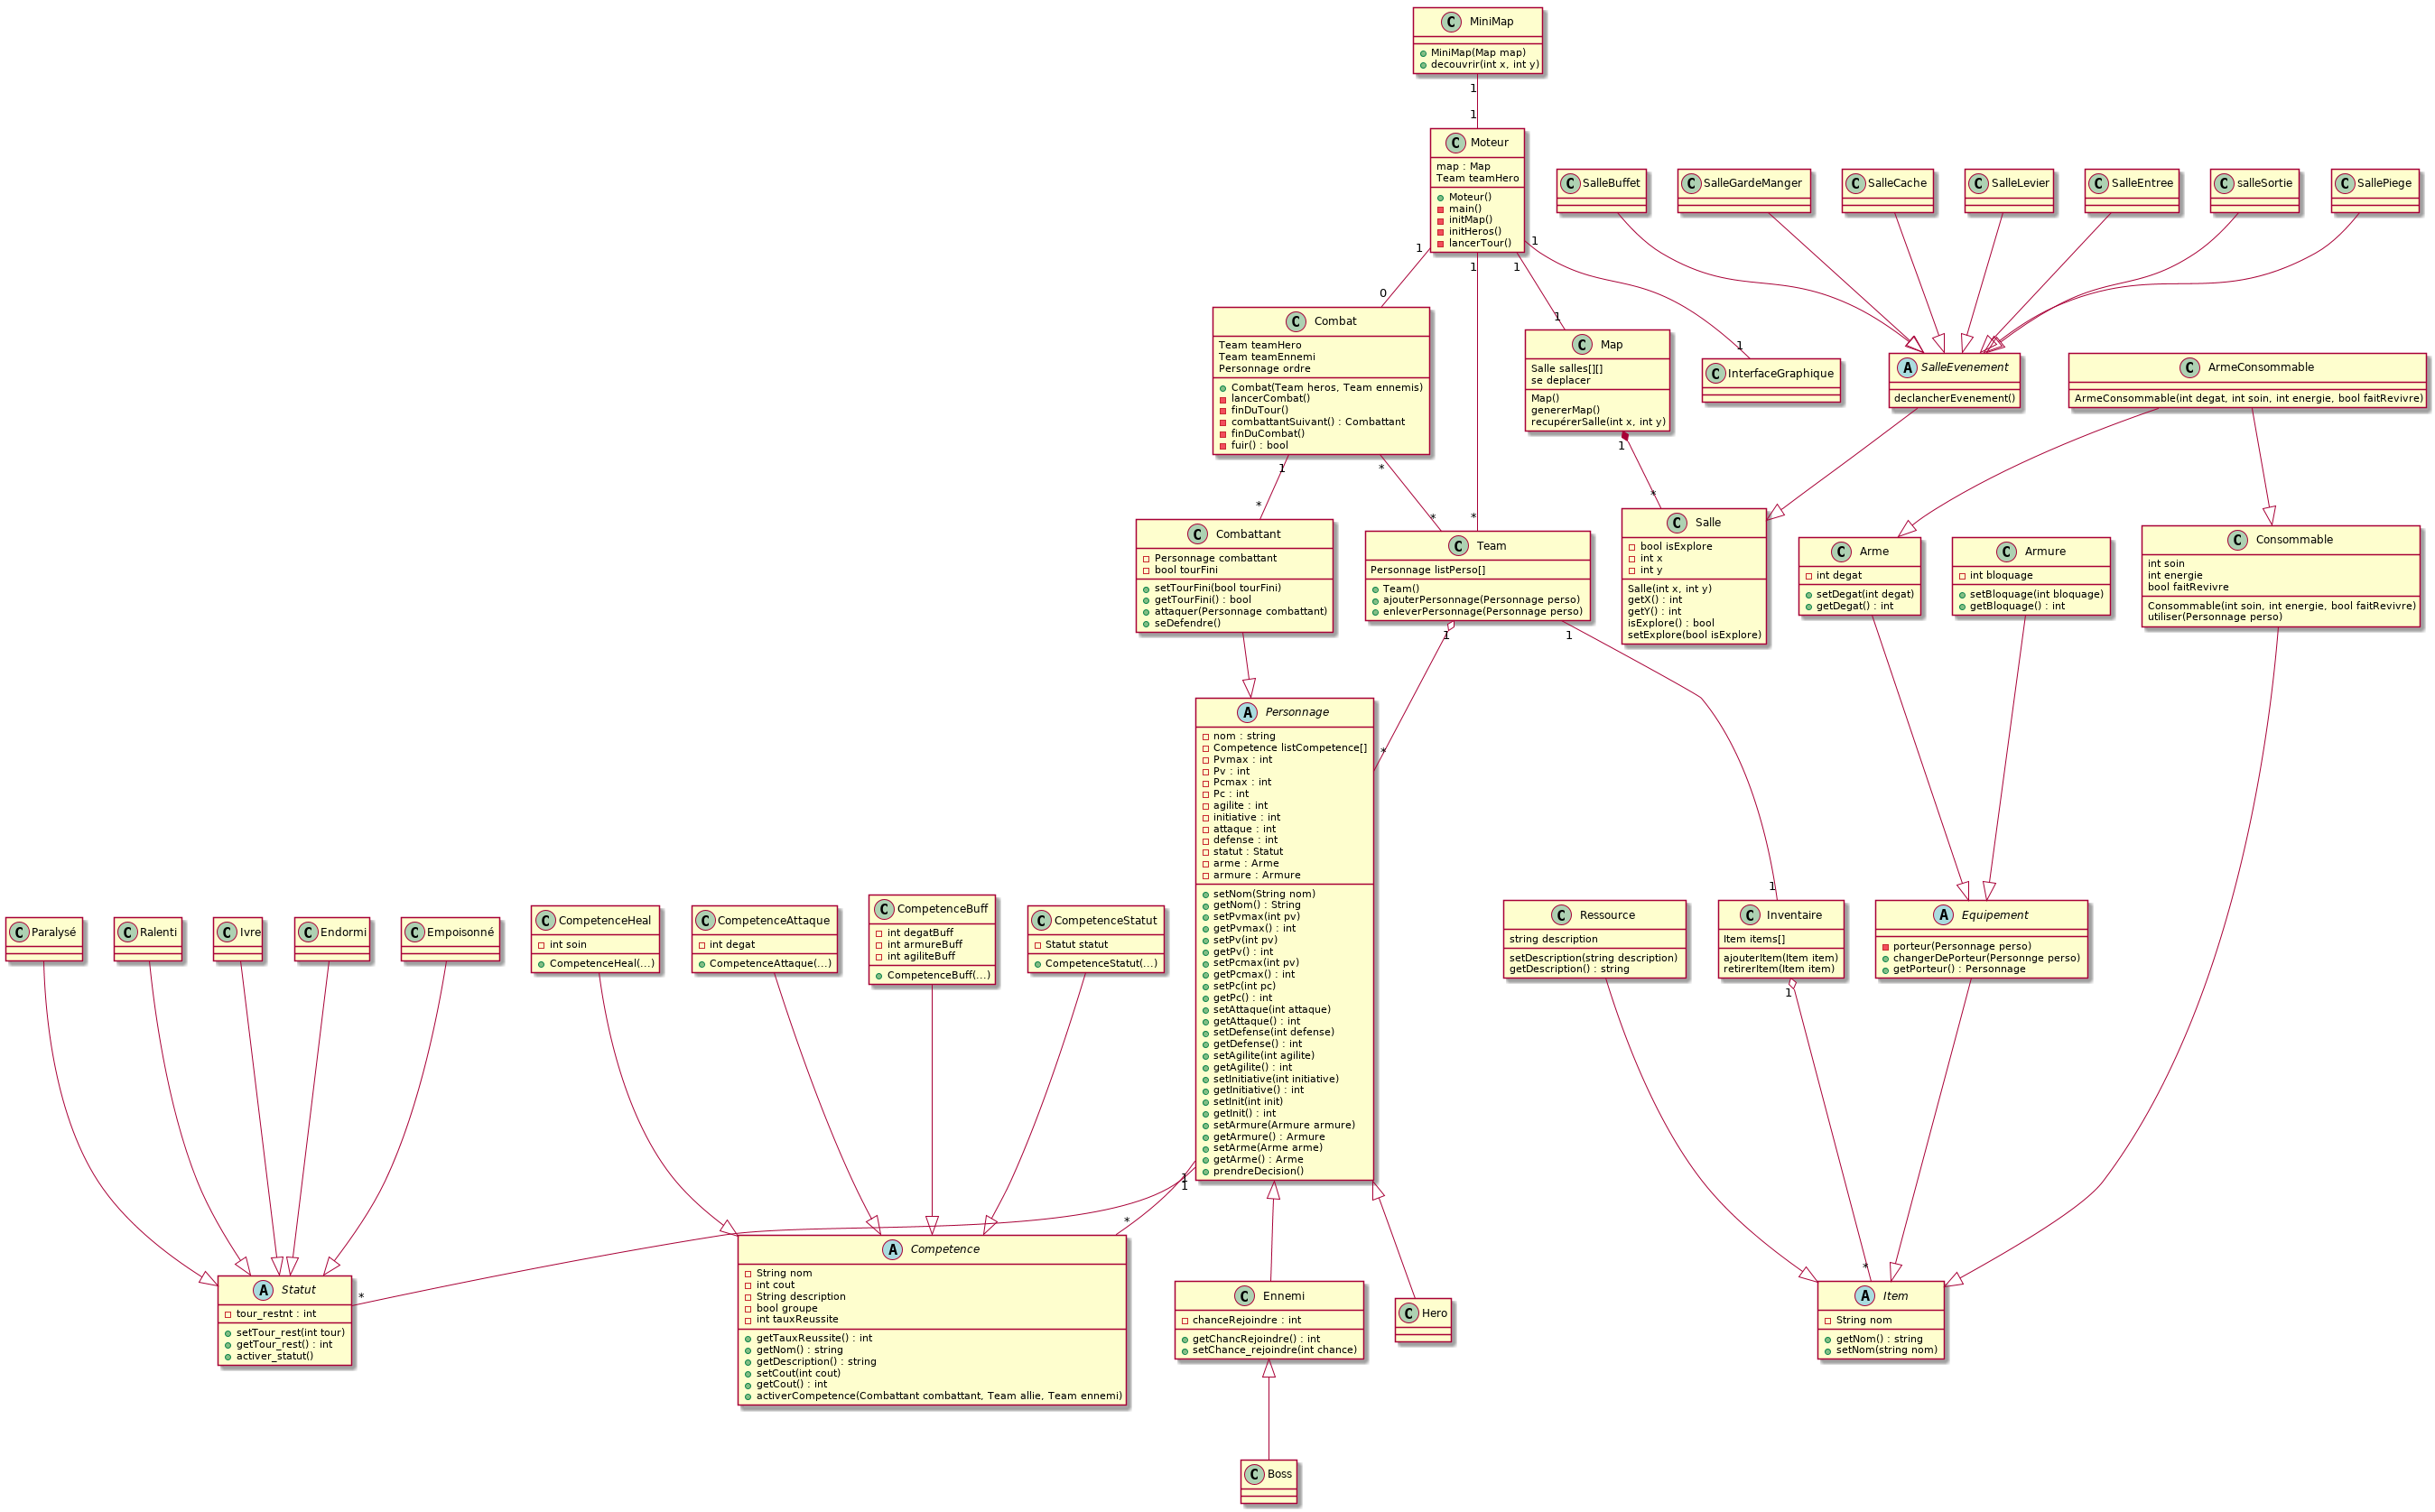 MiniMap
MiniMap(Map map)
decouvrir(int x, int y)
1
1
Moteur
map : Map
Team teamHero
Moteur()
main()
initMap()
initHeros()
lancerTour()
SalleBuffet
SalleGardeManger
SalleCache
SalleLevier
SalleEntree
salleSortie
SallePiege
1
1
1
1
0
*
1
1
Combat
Team teamHero
Team teamEnnemi
Personnage ordre
Combat(Team heros, Team ennemis)
lancerCombat()
finDuTour()
combattantSuivant() : Combattant
finDuCombat()
fuir() : bool
Map
Salle salles[][]
se deplacer
Map()
genererMap()
recupérerSalle(int x, int y)
InterfaceGraphique
SalleEvenement
declancherEvenement()
ArmeConsommable
ArmeConsommable(int degat, int soin, int energie, bool faitRevivre)
1
*
*
*
1
*
Combattant
Personnage combattant
bool tourFini
setTourFini(bool tourFini)
getTourFini() : bool
attaquer(Personnage combattant)
seDefendre()
Team
Personnage listPerso[]
Team()
ajouterPersonnage(Personnage perso)
enleverPersonnage(Personnage perso)
Salle
bool isExplore
int x
int y
Salle(int x, int y)
getX() : int
getY() : int
isExplore() : bool
setExplore(bool isExplore)
Arme
int degat
setDegat(int degat)
getDegat() : int
Armure
int bloquage
setBloquage(int bloquage)
getBloquage() : int
Consommable
int soin
int energie
bool faitRevivre
Consommable(int soin, int energie, bool faitRevivre)
utiliser(Personnage perso)
1
*
1
1
Personnage
nom : string
Competence listCompetence[]
Pvmax : int
Pv : int
Pcmax : int
Pc : int
agilite : int
initiative : int
attaque : int
defense : int
statut : Statut
arme : Arme
armure : Armure
setNom(String nom)
getNom() : String
setPvmax(int pv)
getPvmax() : int
setPv(int pv)
getPv() : int
setPcmax(int pv)
getPcmax() : int
setPc(int pc)
getPc() : int
setAttaque(int attaque)
getAttaque() : int
setDefense(int defense)
getDefense() : int
setAgilite(int agilite)
getAgilite() : int
setInitiative(int initiative)
getInitiative() : int
setInit(int init)
getInit() : int
setArmure(Armure armure)
getArmure() : Armure
setArme(Arme arme)
getArme() : Arme
prendreDecision()
Paralysé
Ralenti
Ivre
Endormi
Empoisonné
CompetenceHeal
int soin
CompetenceHeal(...)
CompetenceAttaque
int degat
CompetenceAttaque(...)
CompetenceBuff
int degatBuff
int armureBuff
int agiliteBuff
CompetenceBuff(...)
CompetenceStatut
Statut statut
CompetenceStatut(...)
Ressource
string description
setDescription(string description)
getDescription() : string
Inventaire
Item items[]
ajouterItem(Item item)
retirerItem(Item item)
Equipement
porteur(Personnage perso)
changerDePorteur(Personnge perso)
getPorteur() : Personnage
1
*
1
1
*
*
Statut
tour_restnt : int
setTour_rest(int tour)
getTour_rest() : int
activer_statut()
Competence
String nom
int cout
String description
bool groupe
int tauxReussite
getTauxReussite() : int
getNom() : string
getDescription() : string
setCout(int cout)
getCout() : int
activerCompetence(Combattant combattant, Team allie, Team ennemi)
Ennemi
chanceRejoindre : int
getChancRejoindre() : int
setChance_rejoindre(int chance)
Hero
Item
String nom
getNom() : string
setNom(string nom)
Boss